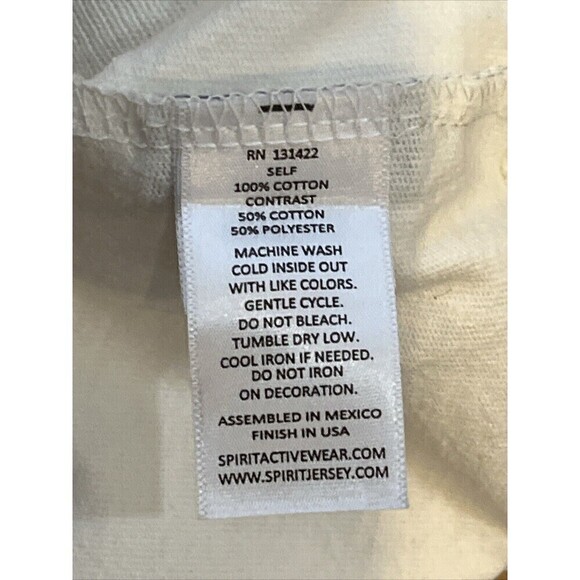 RN 131422
SELF
100% COTTON
CONTRAST
50% COTTON
50% POLYESTER
MACHINE WASH
COLD INSIDE OUT
WITH LIKE COLORS.
GENTLE CYCLE.
DO NOT BLEACH.
TUMBLE DRY LOW.
COOL IRON IF NEEDED.
DO NOT IRON
ON DECORATION.
ASSEMBLED IN MEXICO
FINISH IN USA
SPIRITACTIVEWEAR.COM
WWW.SPIRITJERSEY.COM